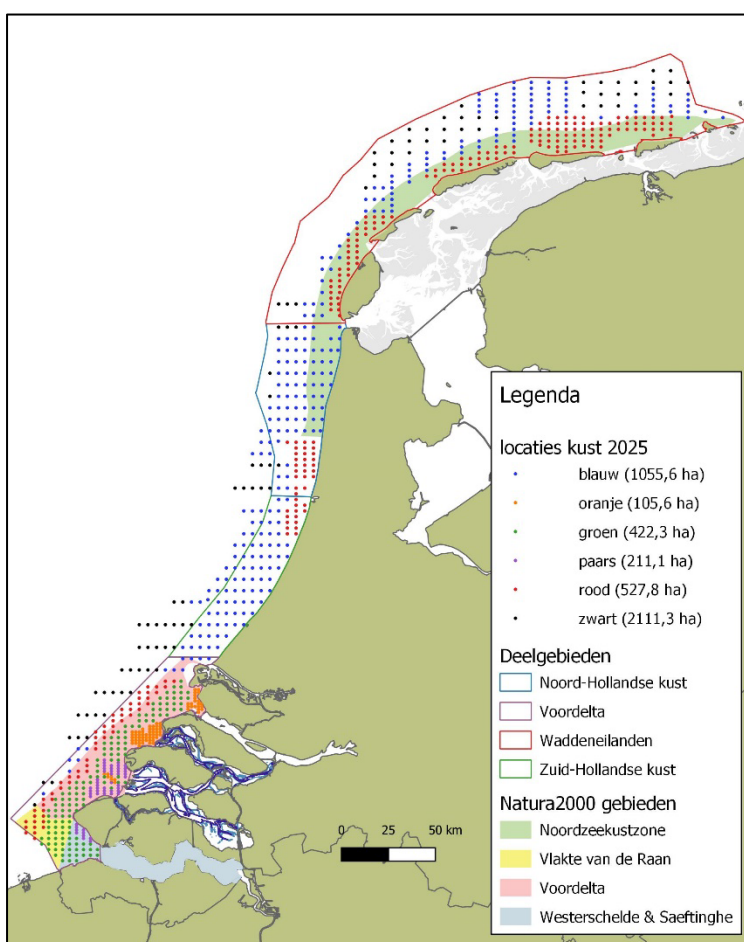 Legenda
locaties kust 2025
blauw (1055,6 ha)
oranje (105,6 ha)
groen (422,3 ha)
paars (211,1 ha)
rood (527,8 ha)
zwart (2111,3 ha)
Deelgebieden
Noord-Hollandse kust
Voordelta
Waddeneilanden
Zuid-Hollandse kust
Natura2000 gebieden
Noordzeekustzone
Vlakte van de Raan
Voordelta
Westerschelde & Saeftinghe
0 25 50 km